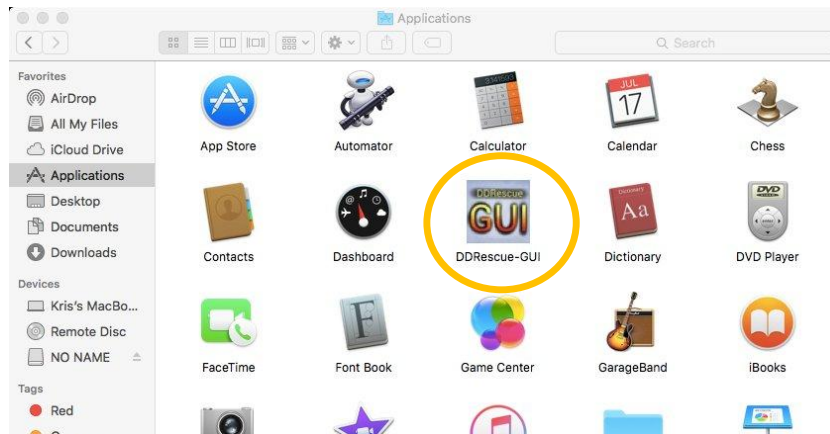 Applications
Search
Favorites
AirDrop
All My Files
iCloud Drive
Applications
Desktop
Documents
Downloads
Devices
Kris's MacBo...
Remote Disc
NO NAME
Tags
Red
App Store
Automator
Calculator
JUL
17
Calendar
Chess
Contacts
Dashboard
DDRescue
GUI
DDRescue-GUI
Dictionary
Aa
Dictionary
DVD
DVD Player
FaceTime
F
Font Book
Game Center
GarageBand
iBooks